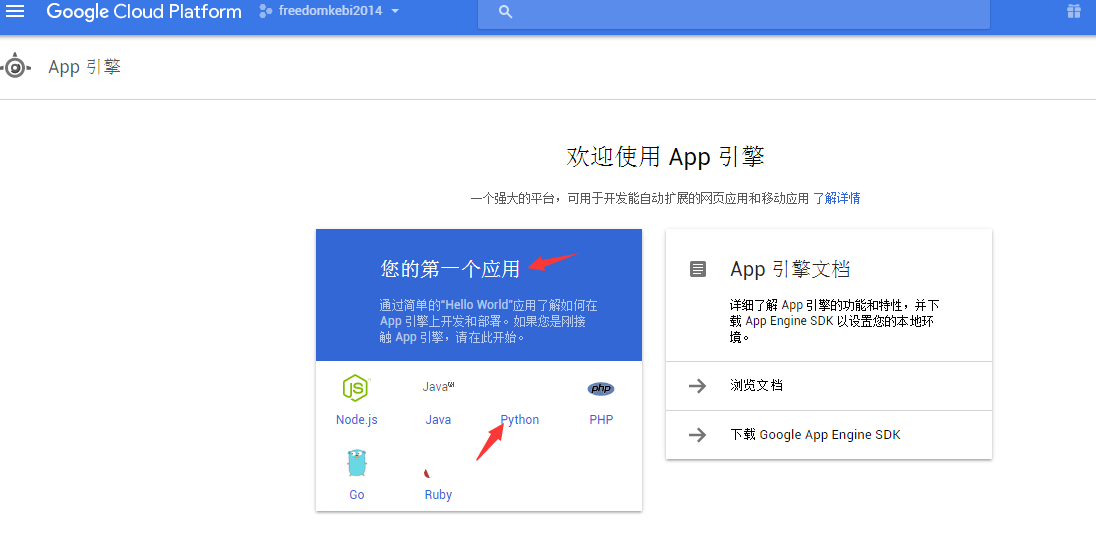 Google Cloud Platform
freedomkebi2014
App 引擎
欢迎使用 App 引擎
一个强大的平台，可用于开发能自动扩展的网页应用和移动应用 了解详情
您的第一个应用
通过简单的“Hello World”应用了解如何在
App 引擎上开发和部署。如果您是刚接
触 App 引擎，请在此开始。
JS
Java
php
Node.js
Java
Python
PHP
Go
Ruby
App 引擎文档
详细了解 App 引擎的功能和特性，并下
载 App Engine SDK 以设置您的本地环
境。
浏览文档
下载 Google App Engine SDK